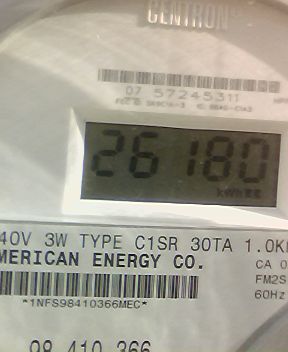 CENTRON
07 57245311
26180
kWh
40V 3W TYPE C1SR 30TA 1.0K
MERICAN ENERGY CO.
CA 0
FM2S
*1NFS98410366MEC*
60Hz
98 410 366